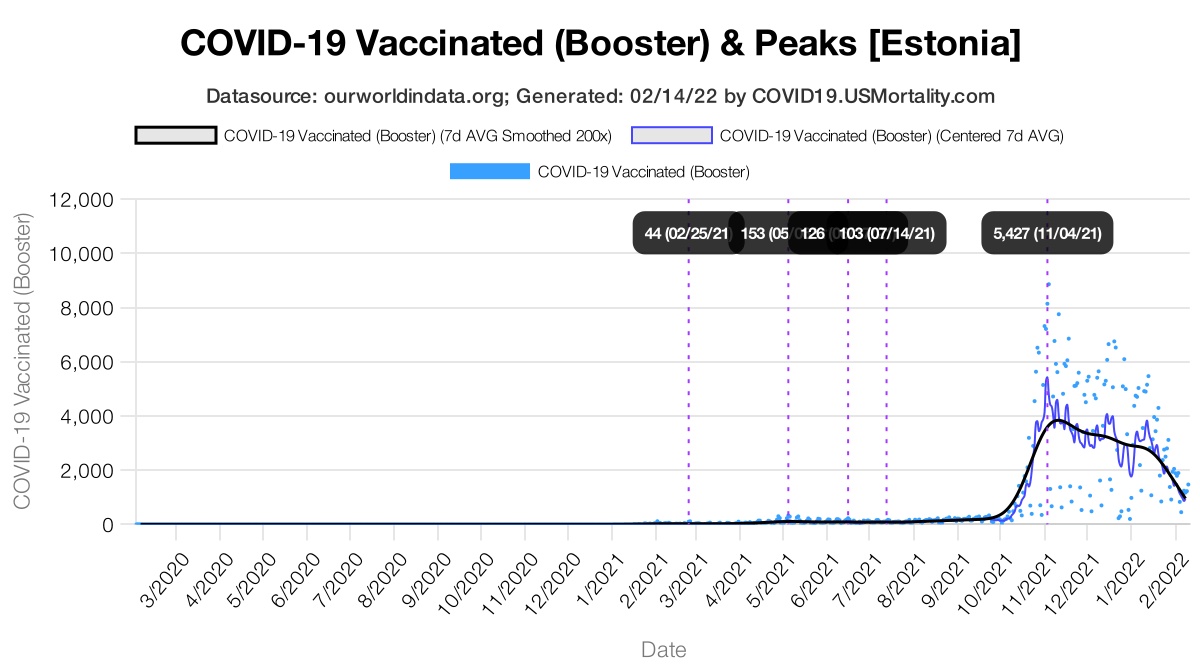 COVID-19 Vaccinated (Booster) & Peaks [Estonia]
Datasource: ourworldindata.org; Generated: 02/14/22 by COVID19.USMortality.com
COVID-19 Vaccinated (Booster) (7d AVG Smoothed 200x) COVID-19 Vaccinated (Booster) (Centered 7d AVG)
COVID-19 Vaccinated (Booster)
COVID-19 Vaccinated (Booster)
12,000
10,000
8,000
6,000
4,000
2,000
0
44 (02/25/21) 153 (05/ 126 103 (07/14/21) 5,427 (11/04/21)
3/2020 4/2020 5/2020 6/2020 7/2020 8/2020 9/2020 10/2020 11/2020 12/2020 1/2021 2/2021 3/2021 4/2021 5/2021 6/2021 7/2021 8/2021 9/2021 10/2021 11/2021 12/2021 1/2022 2/2022
Date